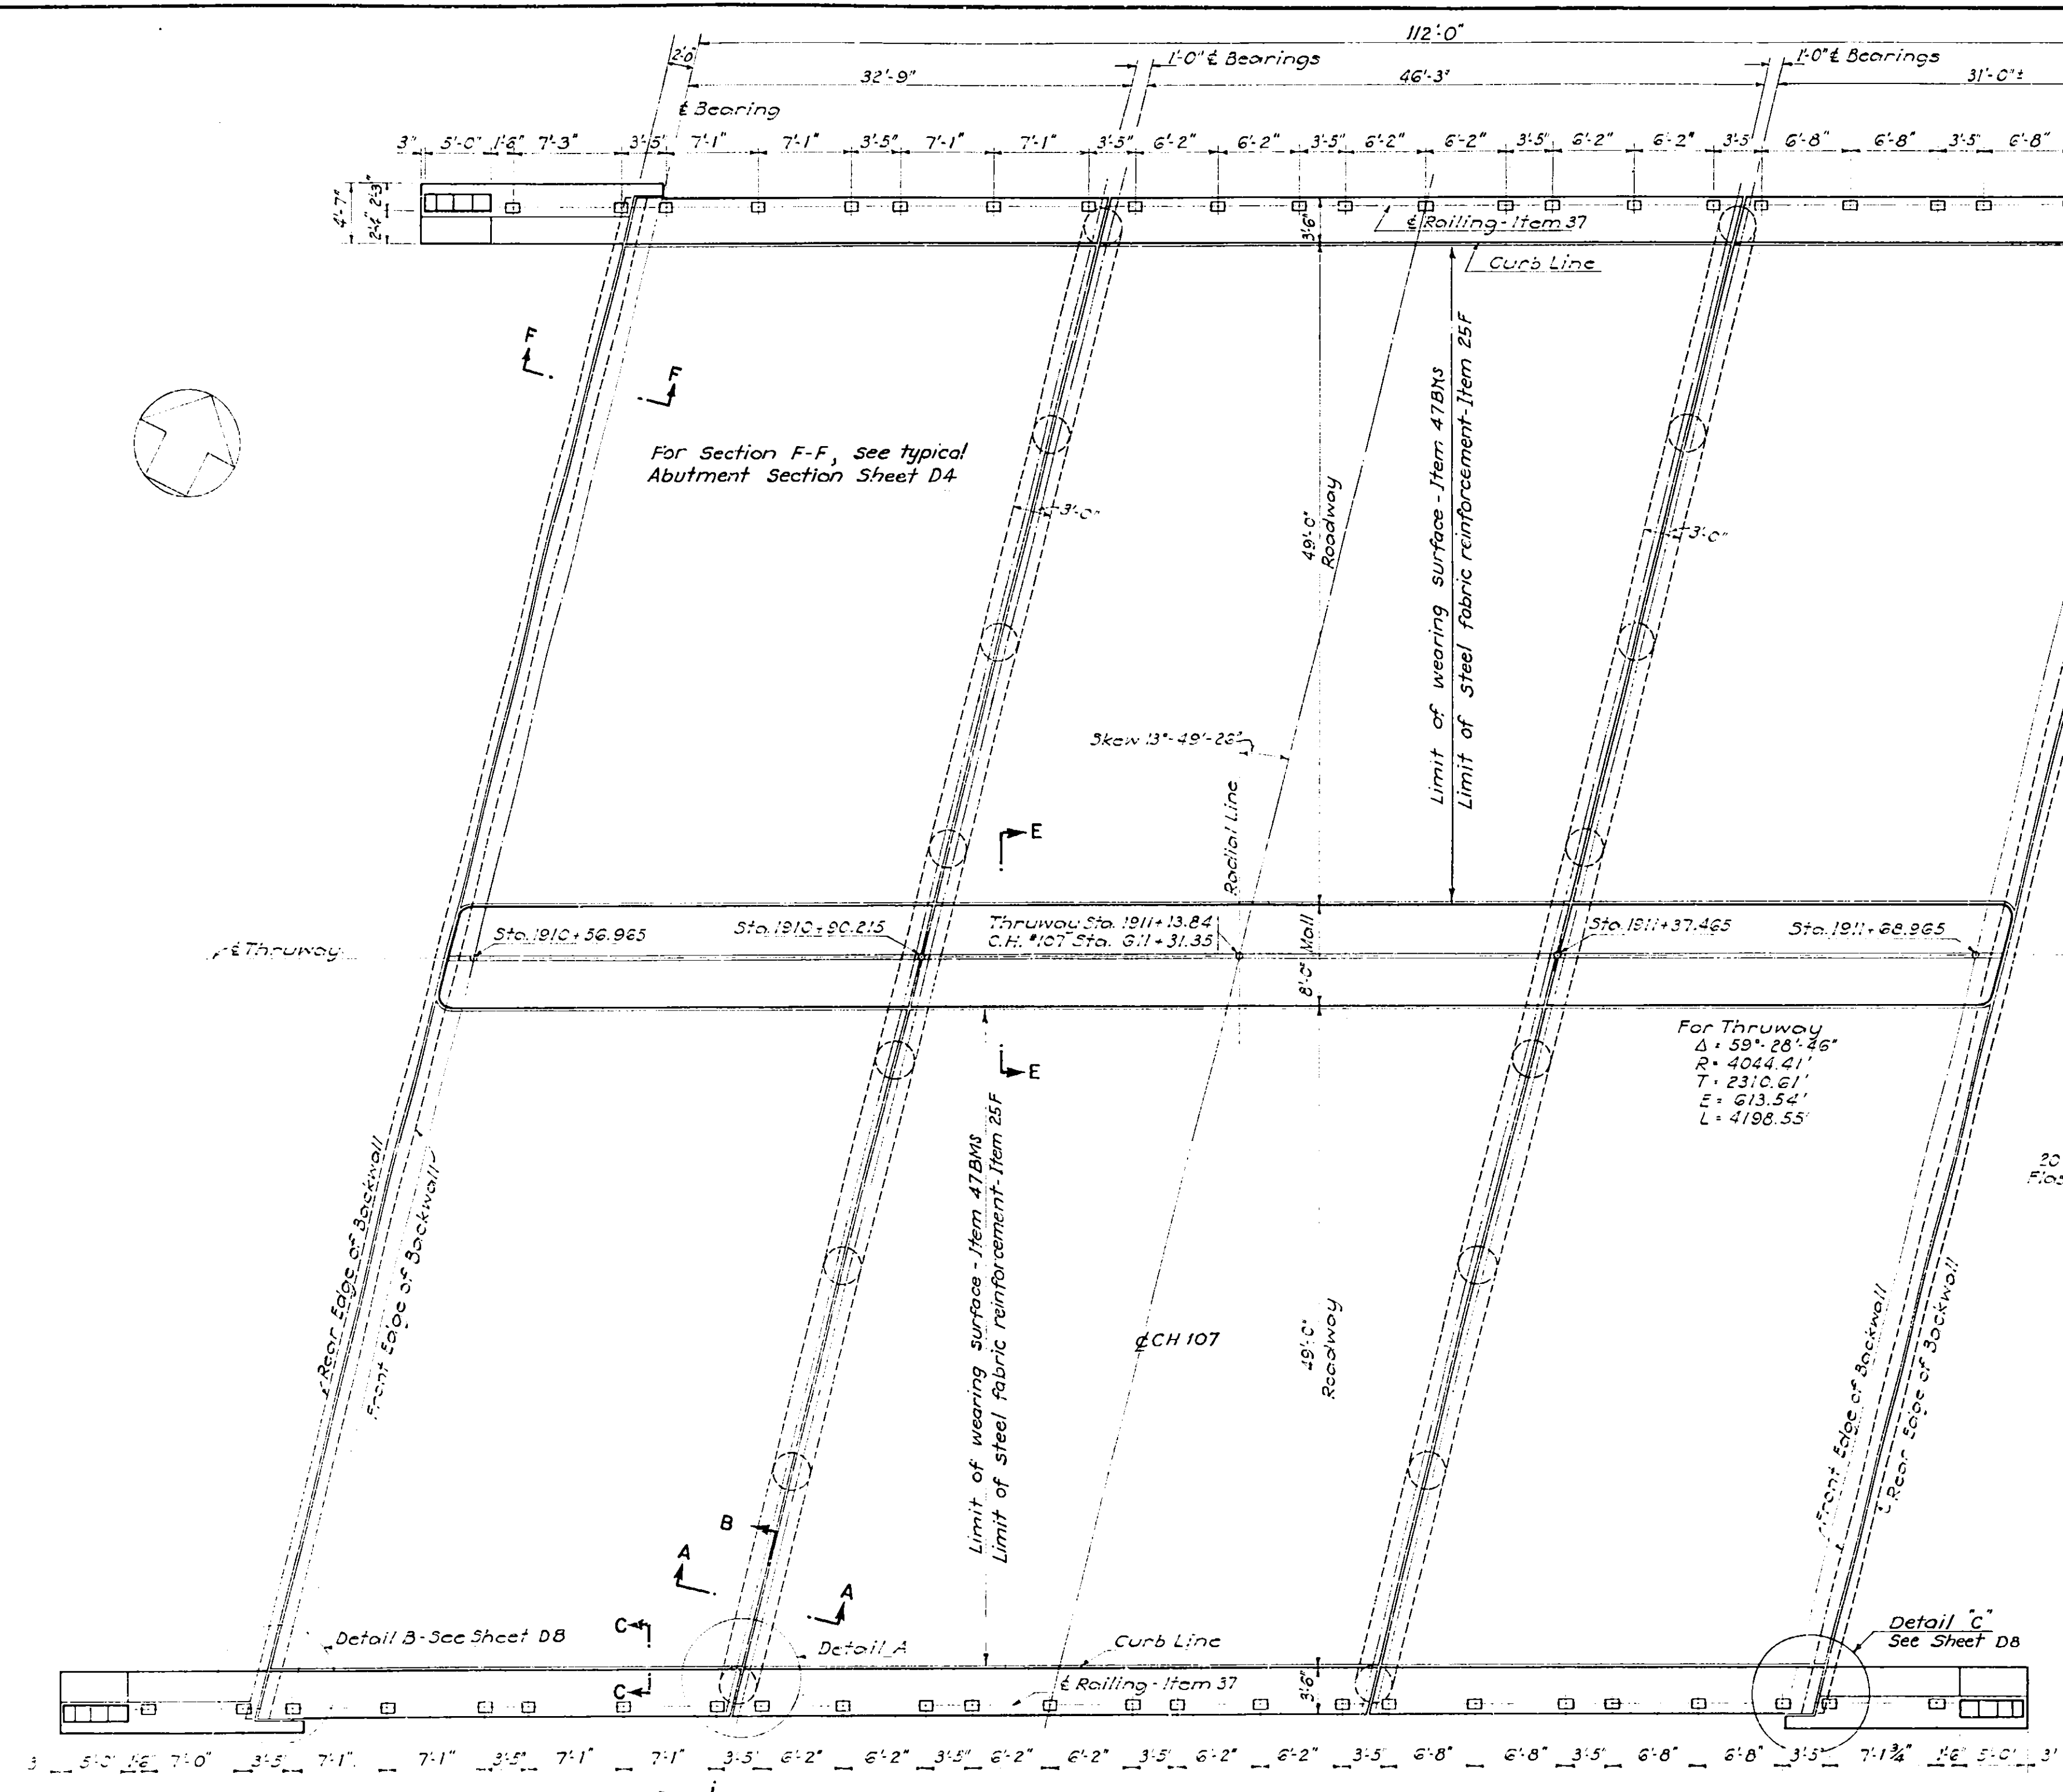 112'-0"
2'-0"
1'-0" ℄ Bearings
1'-0" ℄ Bearings
32'-9"
46'-3"
31'-0"±
℄ Bearing
3" 5'-0" 1'-6" 7'-3" 3'-5" 7'-1" 7'-1" 3'-5" 7'-1" 7'-1" 3'-5" 6'-2" 6'-2" 3'-5" 6'-2" 6'-2" 3'-5" 6'-2" 6'-2" 3'-5" 6'-8" 6'-8" 3'-5" 6'-8"
4'-7"
2'-3"
2'-4"
3'-6"
℄ Railing - Item 37
Curb Line
F
F
For Section F-F, see typical
Abutment Section Sheet D4
3'-0"
3'-0"
49'-0"
Roadway
Limit of wearing surface - Item 47BMS
Limit of steel fabric reinforcement - Item 25F
Skew 13°-49'-26"
Radial Line
E
℄ Thruway
Sta. 1910+56.965
Sta. 1910+90.215
Thruway Sta. 1911+13.84
C.H. #107 Sta. 611+31.35
8'-0" Mall
Sta. 1911+37.465
Sta. 1911+68.965
E
For Thruway
Δ = 59°-28'-46"
R = 4044.41'
T = 2310.61'
E = 613.54'
L = 4198.55'
20
Rear Edge of Backwall
Front Edge of Backwall
Limit of wearing surface - Item 47BMS
Limit of steel fabric reinforcement - Item 25F
℄ CH 107
49'-0"
Roadway
Front Edge of Backwall
Rear Edge of Backwall
B
A
A
C
C
Detail B - See Sheet D8
Detail A
Curb Line
℄ Railing - Item 37
3'-6"
Detail "C"
See Sheet D8
3 5'-0" 1'-6" 7'-0" 3'-5" 7'-1" 7'-1" 3'-5" 7'-1" 7'-1" 3'-5" 6'-2" 6'-2" 3'-5" 6'-2" 6'-2" 3'-5" 6'-2" 6'-2" 3'-5" 6'-8" 6'-8" 3'-5" 6'-8" 6'-8" 3'-5" 7'-1¾" 1'-6" 5'-0" 3"